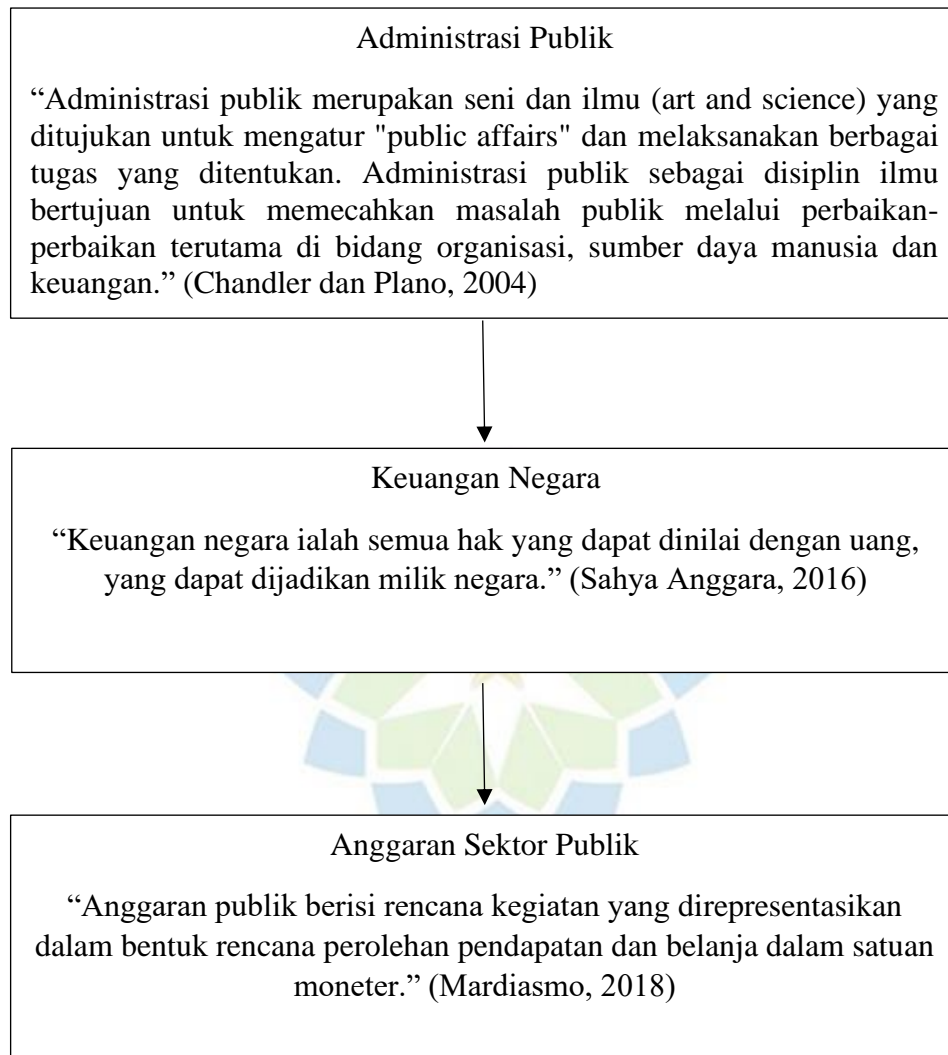 Administrasi Publik
“Administrasi publik merupakan seni dan ilmu (art and science) yang
ditujukan untuk mengatur "public affairs" dan melaksanakan berbagai
tugas yang ditentukan. Administrasi publik sebagai disiplin ilmu
bertujuan untuk memecahkan masalah publik melalui perbaikan-
perbaikan terutama di bidang organisasi, sumber daya manusia dan
keuangan.” (Chandler dan Plano, 2004)
Keuangan Negara
“Keuangan negara ialah semua hak yang dapat dinilai dengan uang,
yang dapat dijadikan milik negara.” (Sahya Anggara, 2016)
Anggaran Sektor Publik
“Anggaran publik berisi rencana kegiatan yang direpresentasikan
dalam bentuk rencana perolehan pendapatan dan belanja dalam satuan
moneter.” (Mardiasmo, 2018)